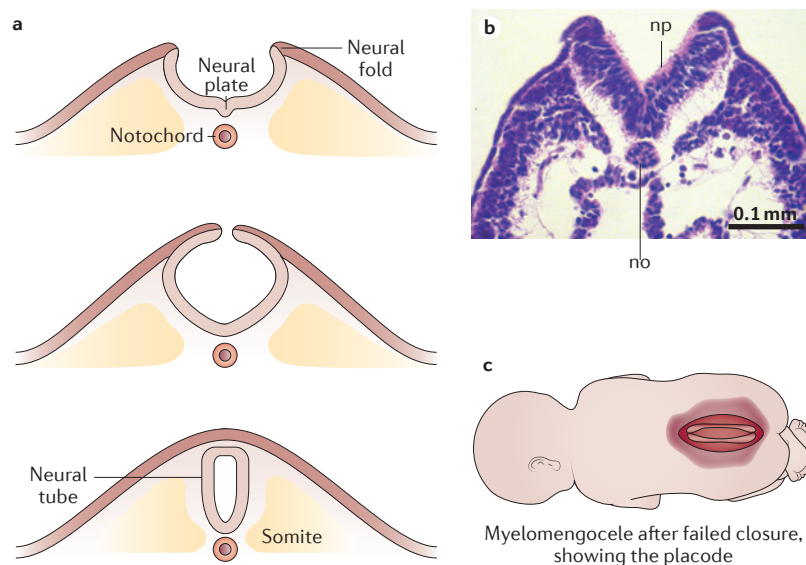 a
Neural
fold
Neural
plate
Notochord
Neural
tube
Somite
b
np
0.1 mm
no
c
Myelomengocele after failed closure,
showing the placode